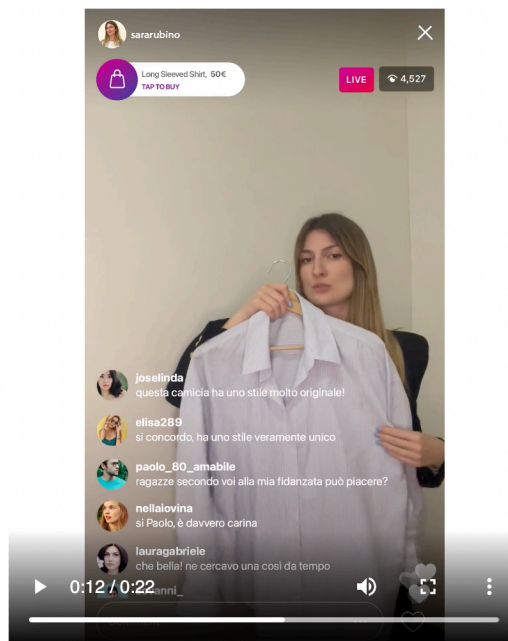 sararubino
Long Sleeved Shirt, 50€
TAP TO BUY
LIVE
4,527
joselinda
questa camicia ha uno stile molto originale!
elisa289
si concordo, ha uno stile veramente unico
paolo_80_amabile
ragazze secondo voi alla mia fidanzata può piacere?
nellaiovina
si Paolo, è davvero carina
lauragabriele
che bella! ne cercavo una così da tempo
0:12 / 0:22